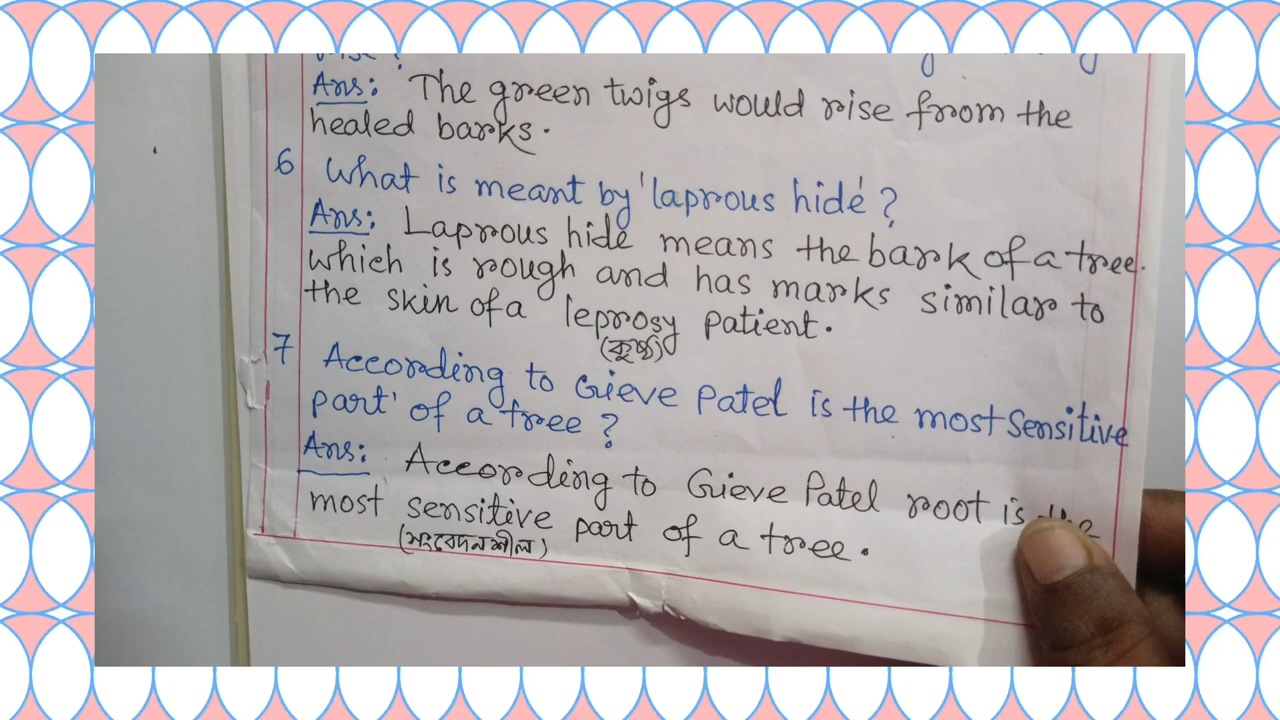 Ans: The green twigs would rise from the
healed barks.
6 What is meant by 'laprous hide'?
Ans: Laprous hide means the bark of a tree.
which is rough and has marks similar to
the skin of a leprosy patient.
(কুষ্ঠ)
7 According to Gieve Patel is the most Sensitive
part' of a tree?
Ans: According to Gieve Patel root is the
most sensitive part of a tree.
(সংবেদনশীল)